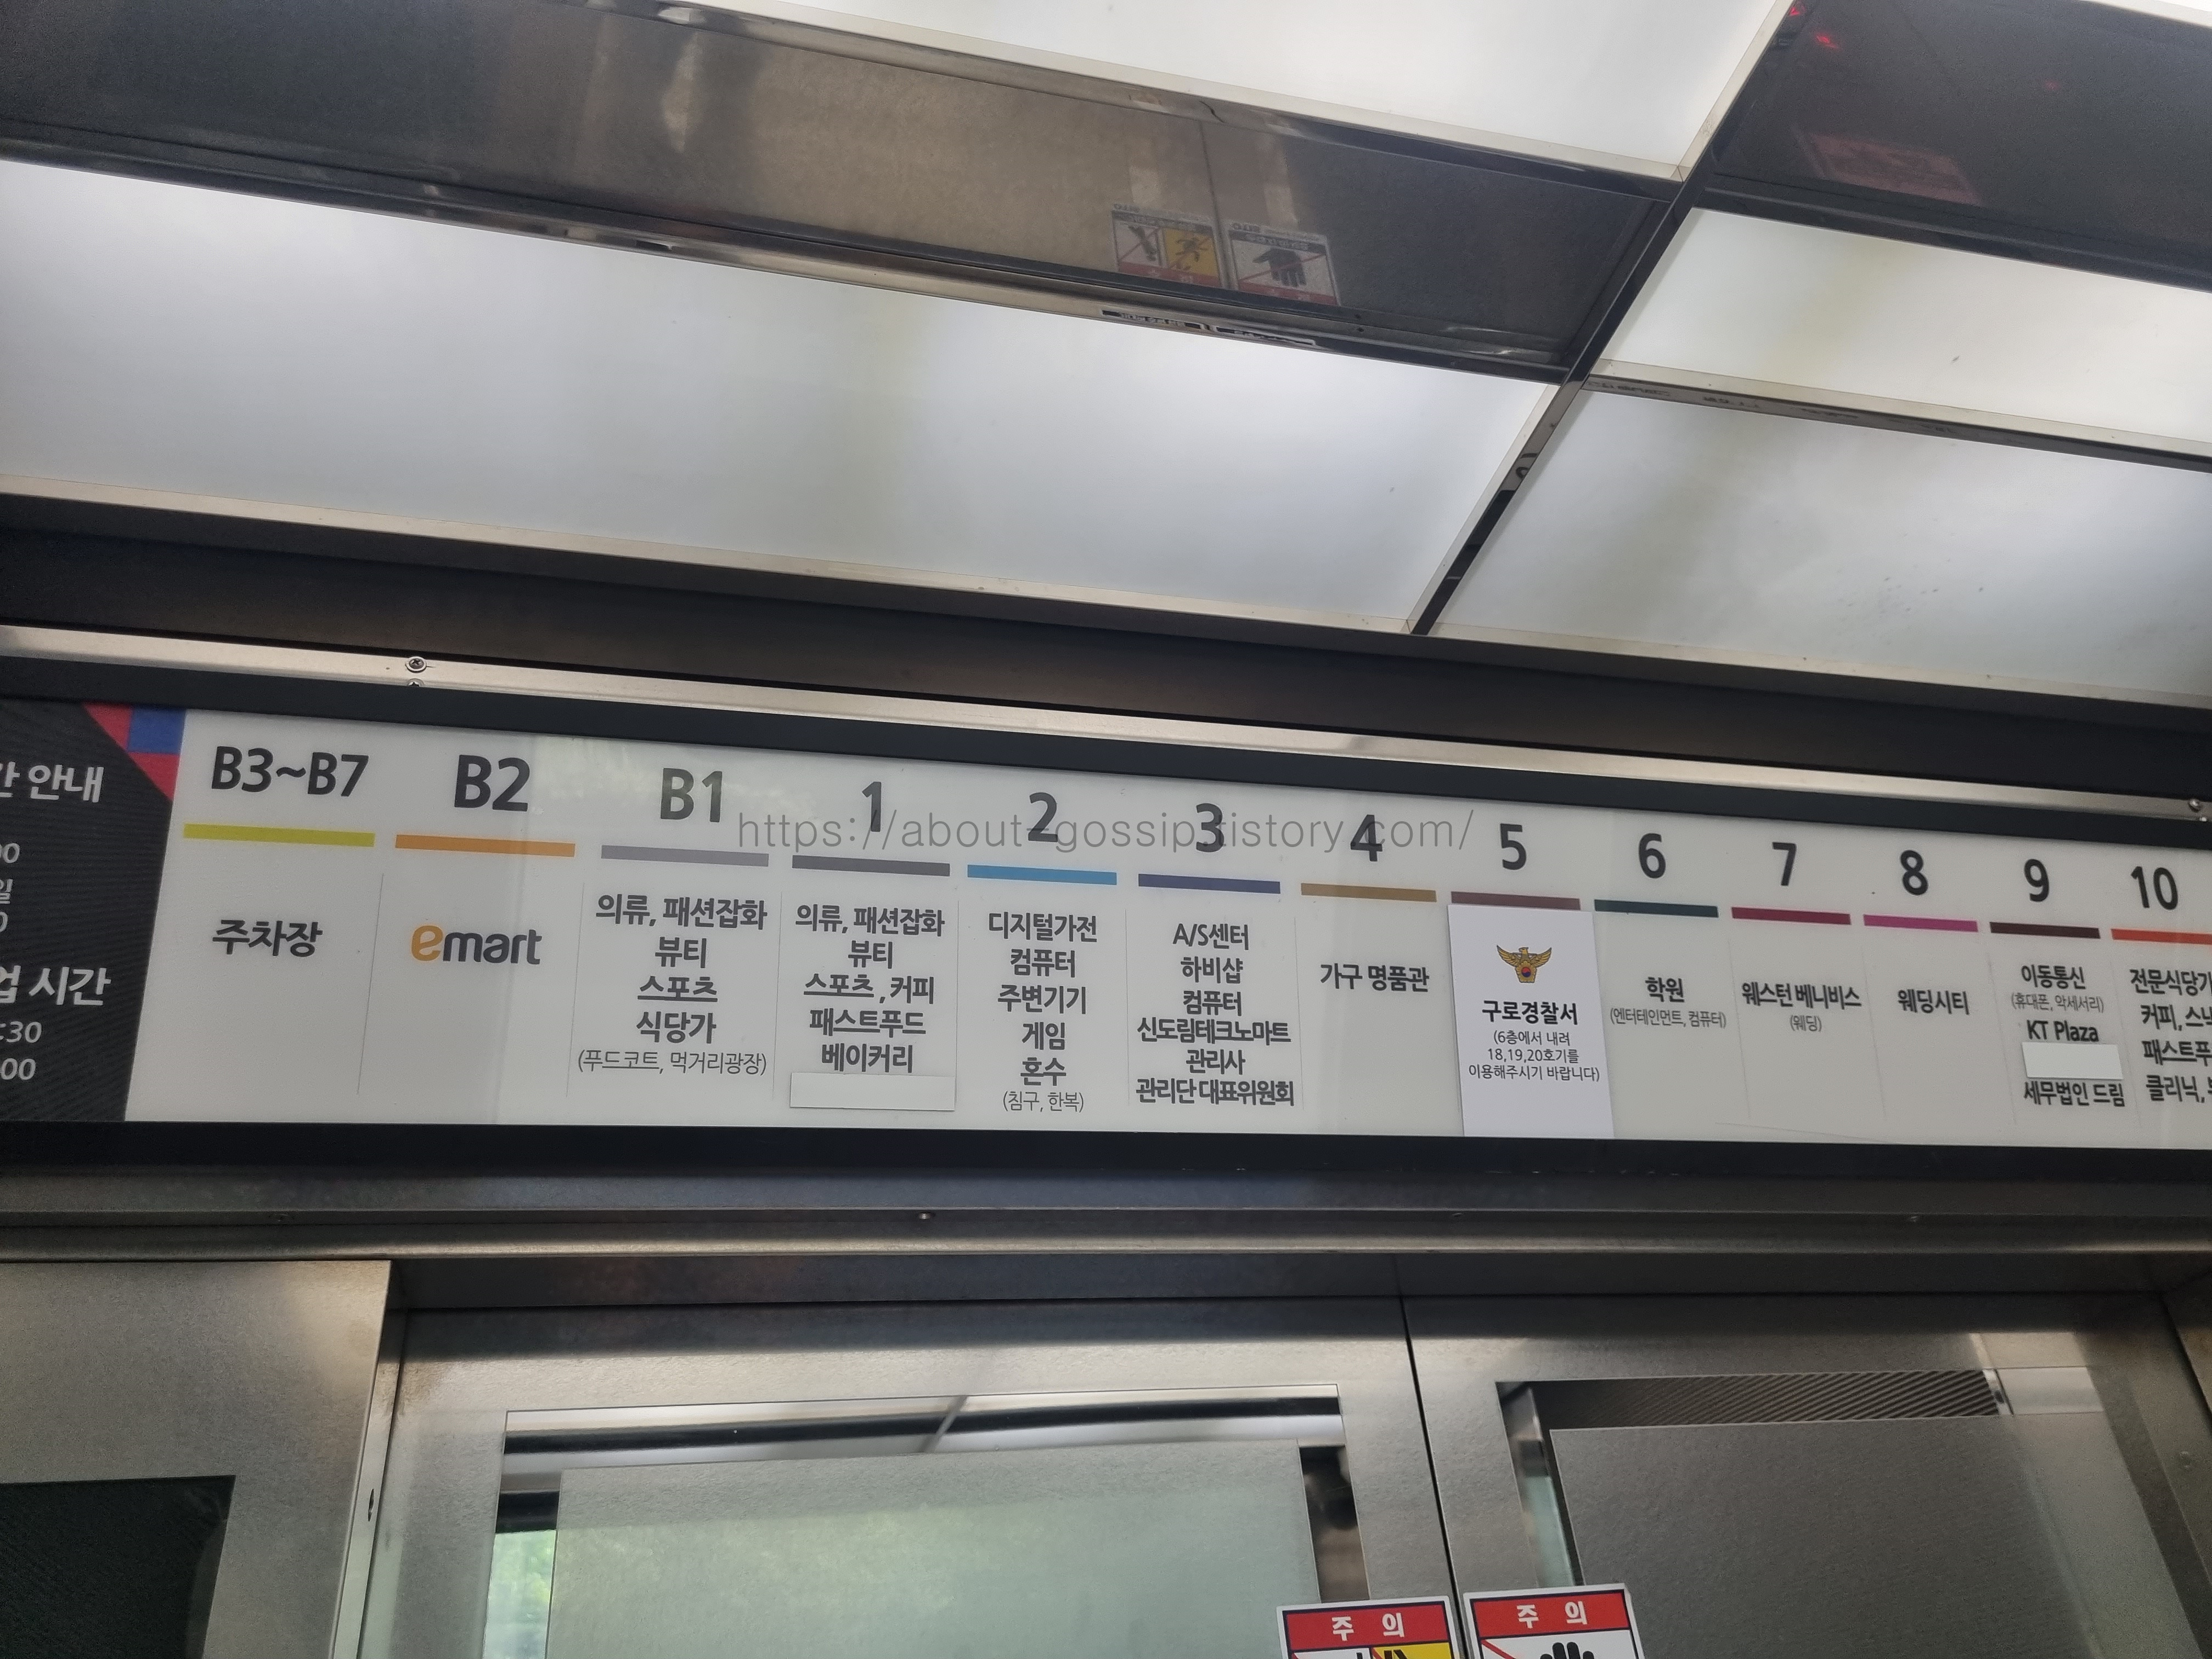 안내
시간
:30
:00
B3~B7
주차장
B2
emart
B1
의류, 패션잡화
뷰티
스포츠
식당가
(푸드코트, 먹거리광장)
1
의류, 패션잡화
뷰티
스포츠, 커피
패스트푸드
베이커리
2
디지털가전
컴퓨터
주변기기
게임
혼수
(침구, 한복)
3
A/S센터
하비샵
컴퓨터
신도림테크노마트
관리사
관리단 대표위원회
4
가구 명품관
5
구로경찰서
(6층에서 내려
18,19,20호기를
이용해주시기 바랍니다)
6
학원
(엔터테인먼트, 컴퓨터)
7
웨스턴 베니비스
(웨딩)
8
웨딩시티
9
이동통신
(휴대폰, 악세서리)
KT Plaza
세무법인 드림
10
전문식당가
커피, 스낵
패스트푸
클리닉,
https://about-gossip.tistory.com/
주 의
주 의